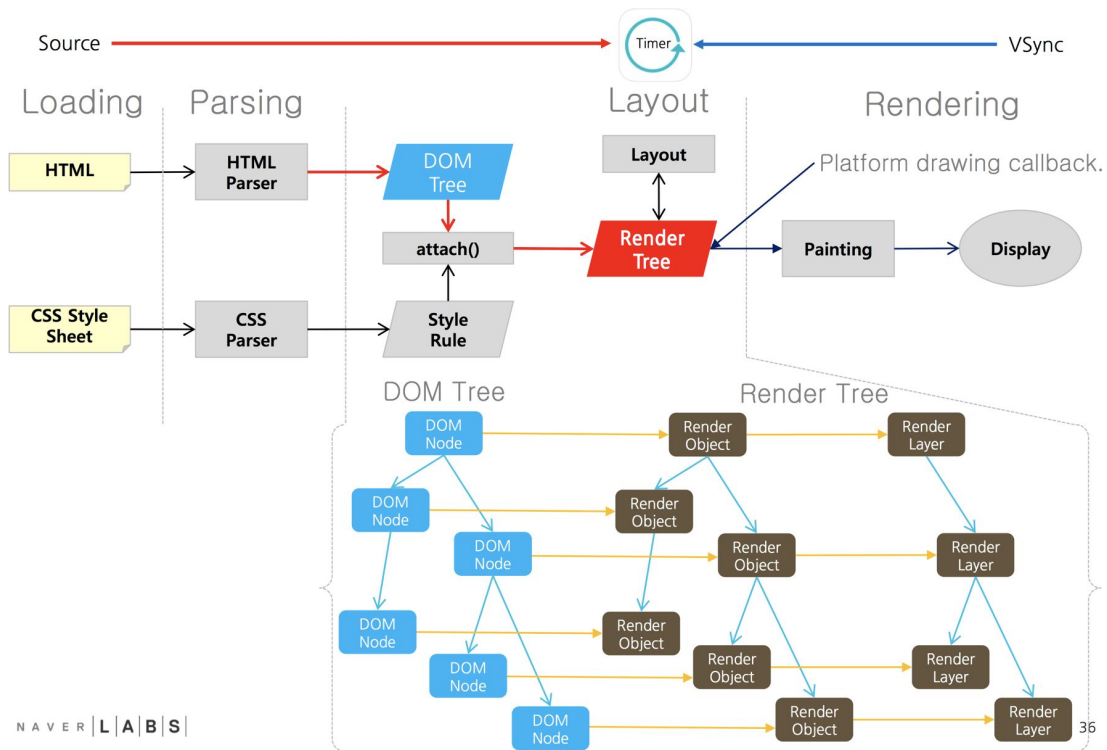 Source
Timer
VSync
Loading
Parsing
Layout
Rendering
HTML
HTML
Parser
DOM
Tree
Layout
Platform drawing callback.
attach()
Render
Tree
Painting
Display
CSS Style
Sheet
CSS
Parser
Style
Rule
DOM Tree
Render Tree
DOM
Node
Render
Object
Render
Layer
DOM
Node
Render
Object
DOM
Node
Render
Object
Render
Layer
DOM
Node
Render
Object
DOM
Node
Render
Object
Render
Layer
DOM
Node
Render
Object
Render
Layer
NAVER LABS
36